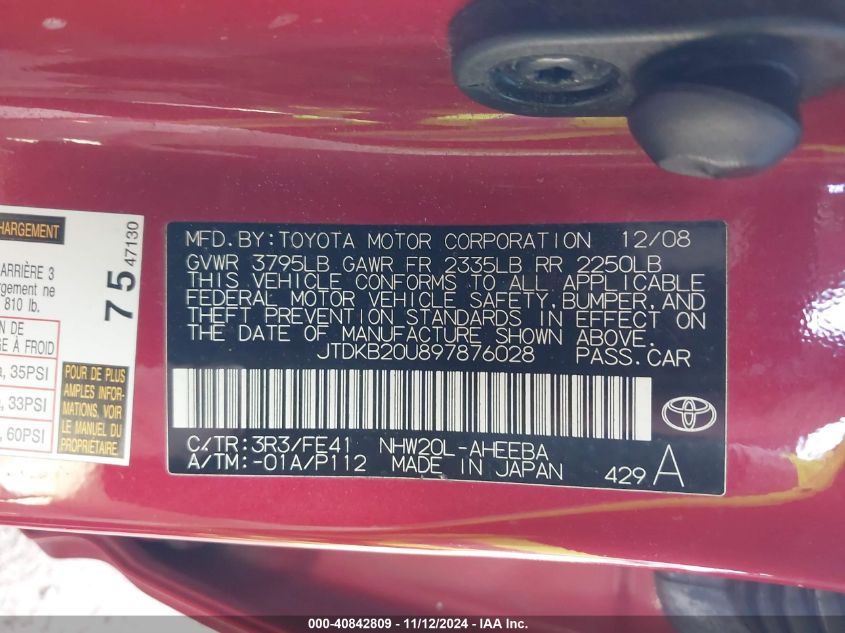 CHARGEMENT
ARRIÈRE 3
gement ne
810 lb.
N DE
E À FROID
, 35PSI
, 33PSI
, 60PSI
7 5
47130
POUR DE PLUS
AMPLES INFOR-
MATIONS, VOIR
LE MANUEL DU
PROPRIÉTAIRE
MFD. BY: TOYOTA MOTOR CORPORATION 12/08
GVWR 3795LB GAWR FR 2335LB RR 2250LB
THIS VEHICLE CONFORMS TO ALL APPLICABLE
FEDERAL MOTOR VEHICLE SAFETY, BUMPER, AND
THEFT PREVENTION STANDARDS IN EFFECT ON
THE DATE OF MANUFACTURE SHOWN ABOVE.
JTDKB20U897876028 PASS. CAR
C/TR: 3R3/FE41 NHW20L-AHEEBA
A/TM: -01A/P112 MADE IN JAPAN
429 A
000-40842809 - 11/12/2024 - IAA Inc.